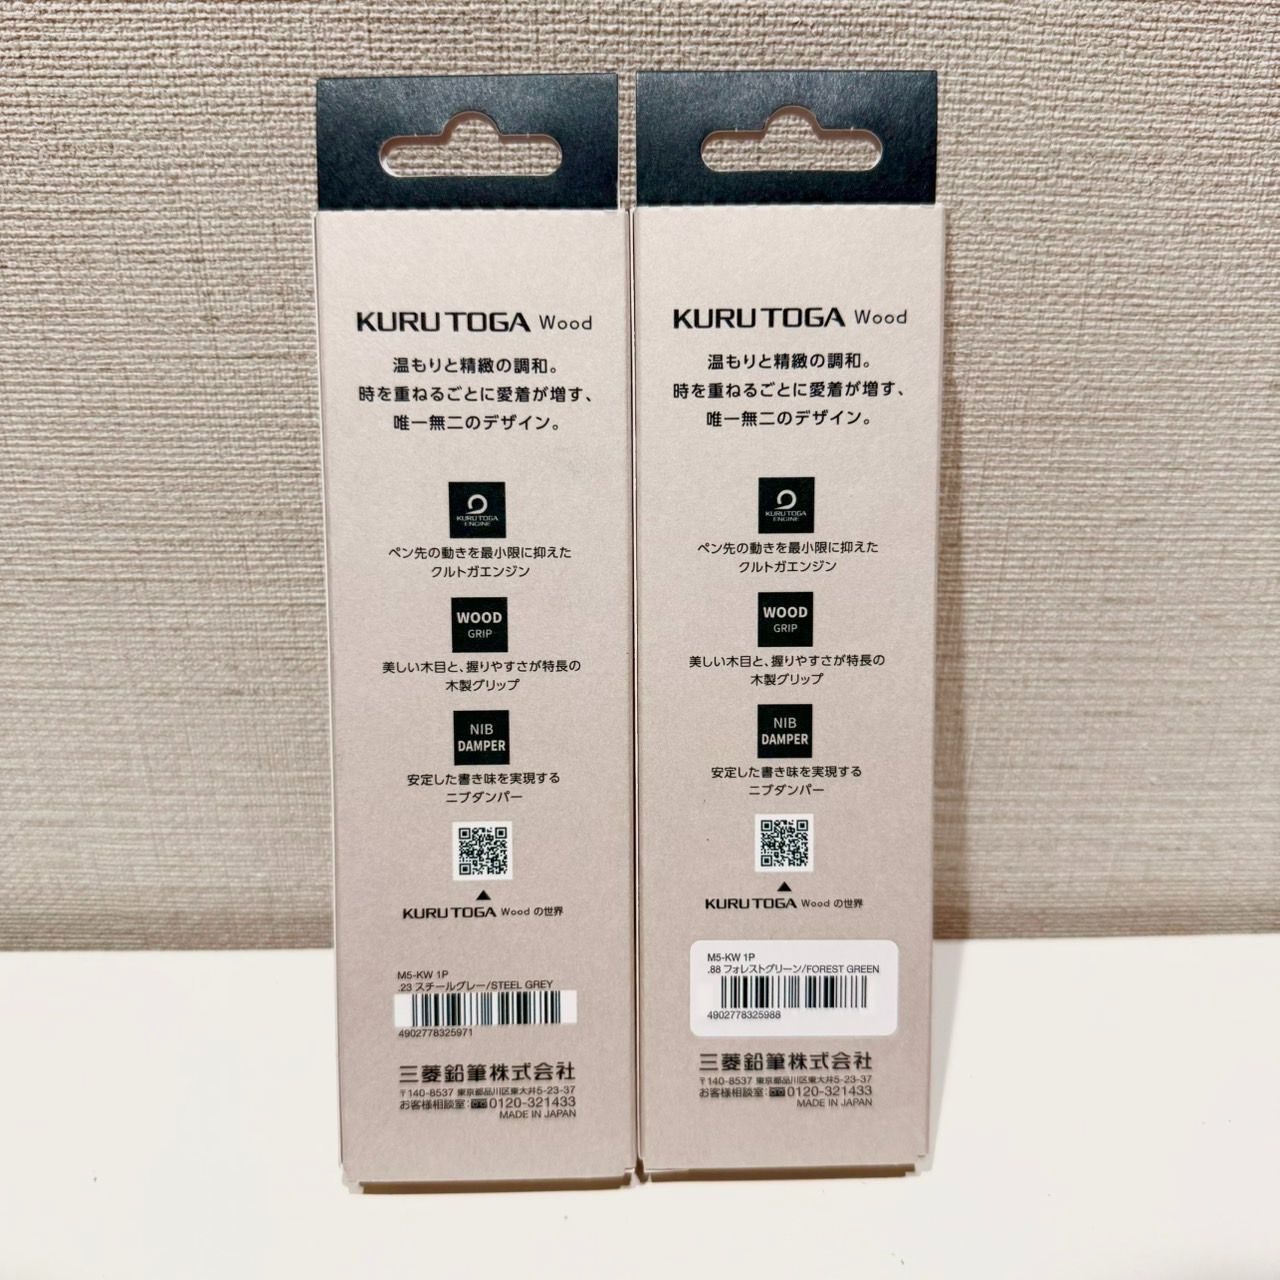 KURU TOGA Wood
温もりと精緻の調和。
時を重ねるごとに愛着が増す、
唯一無二のデザイン。
KURU TOGA
ENGINE
ペン先の動きを最小限に抑えた
クルトガエンジン
WOOD
GRIP
美しい木目と、握りやすさが特長の
木製グリップ
NIB
DAMPER
安定した書き味を実現する
ニブダンパー
KURU TOGA Wood の世界
M5-KW 1P
.23 スチールグレー/STEEL GREY
4902778325971
三菱鉛筆株式会社
〒140-8537 東京都品川区東大井5-23-37
お客様相談室:0120-321433
MADE IN JAPAN
KURU TOGA Wood
温もりと精緻の調和。
時を重ねるごとに愛着が増す、
唯一無二のデザイン。
KURU TOGA
ENGINE
ペン先の動きを最小限に抑えた
クルトガエンジン
WOOD
GRIP
美しい木目と、握りやすさが特長の
木製グリップ
NIB
DAMPER
安定した書き味を実現する
ニブダンパー
KURU TOGA Wood の世界
M5-KW 1P
.88 フォレストグリーン/FOREST GREEN
4902778325988
三菱鉛筆株式会社
〒140-8537 東京都品川区東大井5-23-37
お客様相談室:0120-321433
MADE IN JAPAN